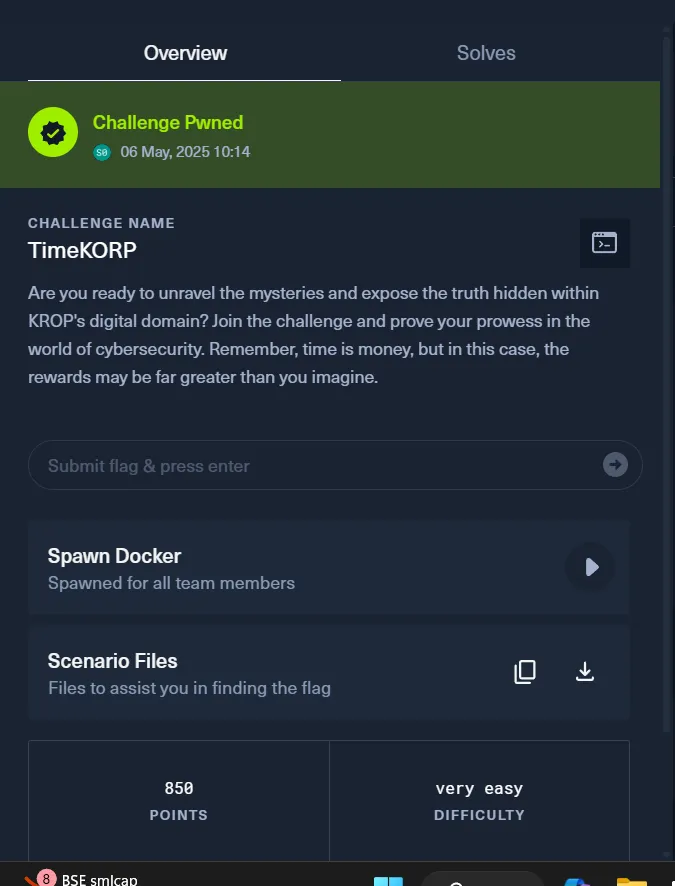 Overview
Solves
Challenge Pwned
S0 06 May, 2025 10:14
CHALLENGE NAME
TimeKORP
Are you ready to unravel the mysteries and expose the truth hidden within
KROP's digital domain? Join the challenge and prove your prowess in the
world of cybersecurity. Remember, time is money, but in this case, the
rewards may be far greater than you imagine.
Submit flag & press enter
Spawn Docker
Spawned for all team members
Scenario Files
Files to assist you in finding the flag
850
POINTS
very easy
DIFFICULTY
8
BSE smlcap